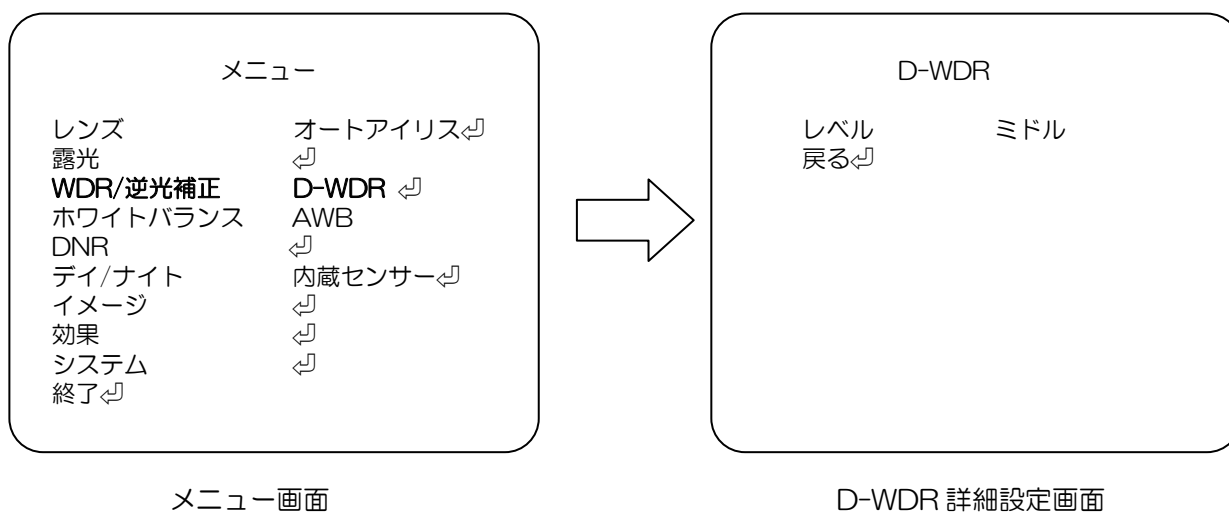 メニュー
レンズ オートアイリス⏎
露光 ⏎
WDR/逆光補正 D-WDR ⏎
ホワイトバランス AWB
DNR ⏎
デイ/ナイト 内蔵センサー⏎
イメージ ⏎
効果 ⏎
システム ⏎
終了⏎
メニュー画面
D-WDR
レベル ミドル
戻る⏎
D-WDR 詳細設定画面